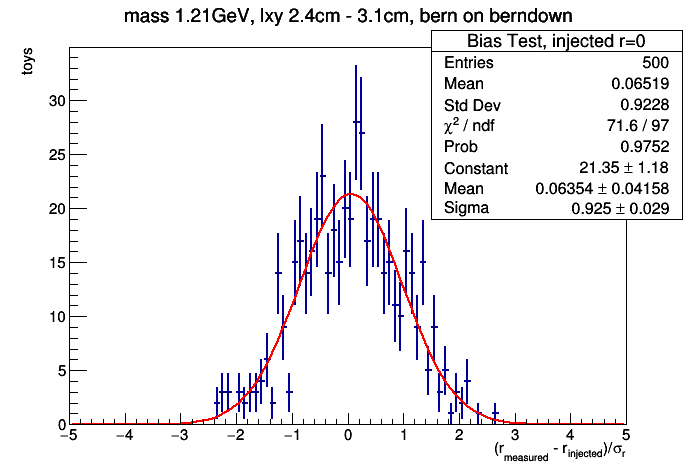 mass 1.21GeV, lxy 2.4cm - 3.1cm, bern on berndown
toys
Bias Test, injected r=0
Entries 500
Mean 0.06519
Std Dev 0.9228
χ² / ndf 71.6 / 97
Prob 0.9752
Constant 21.35 ± 1.18
Mean 0.06354 ± 0.04158
Sigma 0.925 ± 0.029
30
25
20
15
10
5
0
−5 −4 −3 −2 −1 0 1 2 3 4 5
(r_measured - r_injected)/σ_r